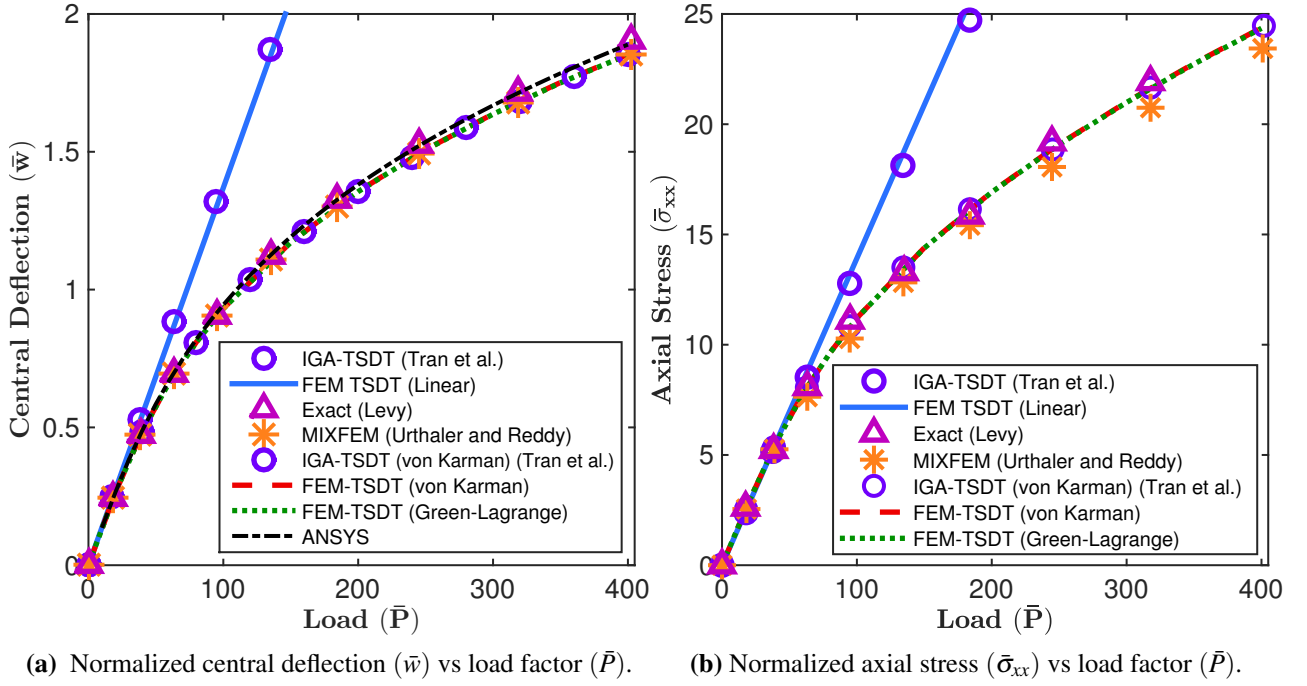 2
1.5
1
0.5
0
0
100
200
300
400
Central Deflection (w̄)
Load (P̄)
IGA-TSDT (Tran et al.)
FEM TSDT (Linear)
Exact (Levy)
MIXFEM (Urthaler and Reddy)
IGA-TSDT (von Karman) (Tran et al.)
FEM-TSDT (von Karman)
FEM-TSDT (Green-Lagrange)
ANSYS
(a) Normalized central deflection (w̄) vs load factor (P̄).
25
20
15
10
5
0
0
100
200
300
400
Axial Stress (σ̄xx)
Load (P̄)
IGA-TSDT (Tran et al.)
FEM TSDT (Linear)
Exact (Levy)
MIXFEM (Urthaler and Reddy)
IGA-TSDT (von Karman) (Tran et al.)
FEM-TSDT (von Karman)
FEM-TSDT (Green-Lagrange)
(b) Normalized axial stress (σ̄xx) vs load factor (P̄).